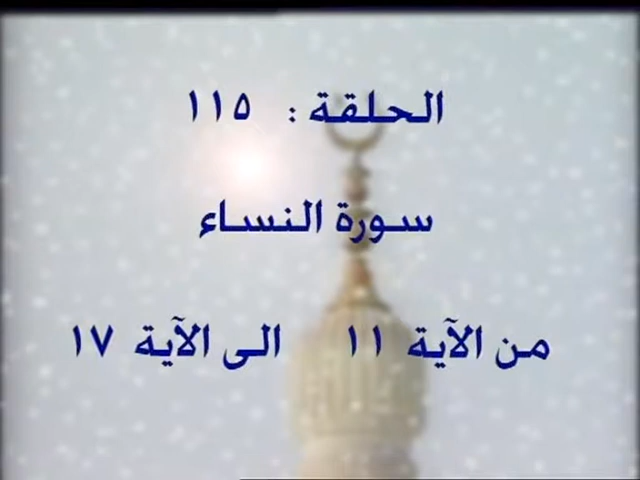 الحلقة : ١١٥
سورة النساء
من الآية ١١ الى الآية ١٧